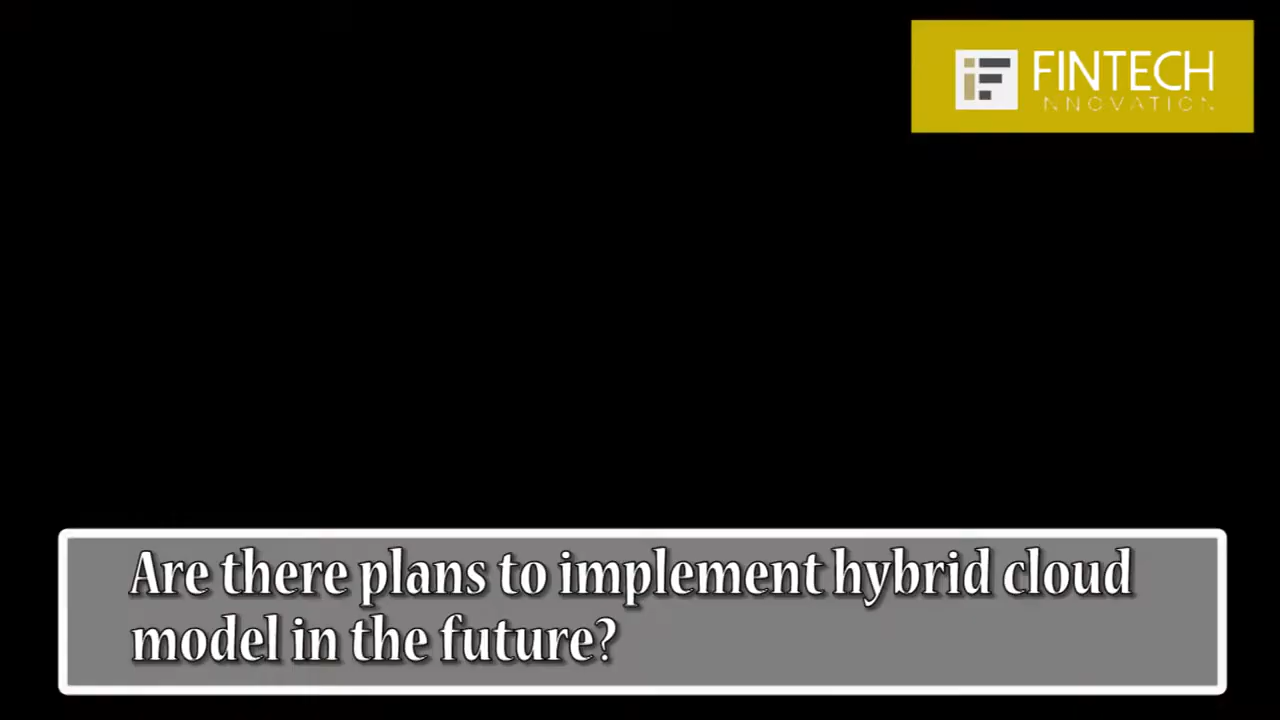 FINTECH
INNOVATION
Are there plans to implement hybrid cloud
model in the future?